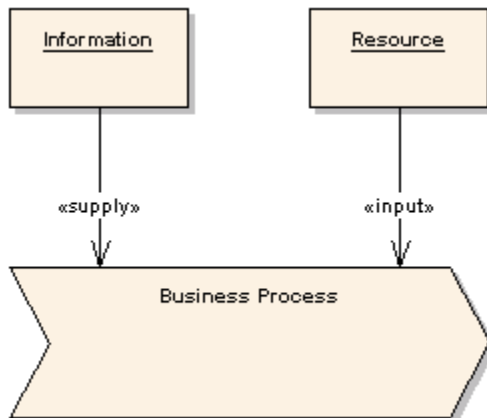 Information
Resource
«supply»
«input»
Business Process